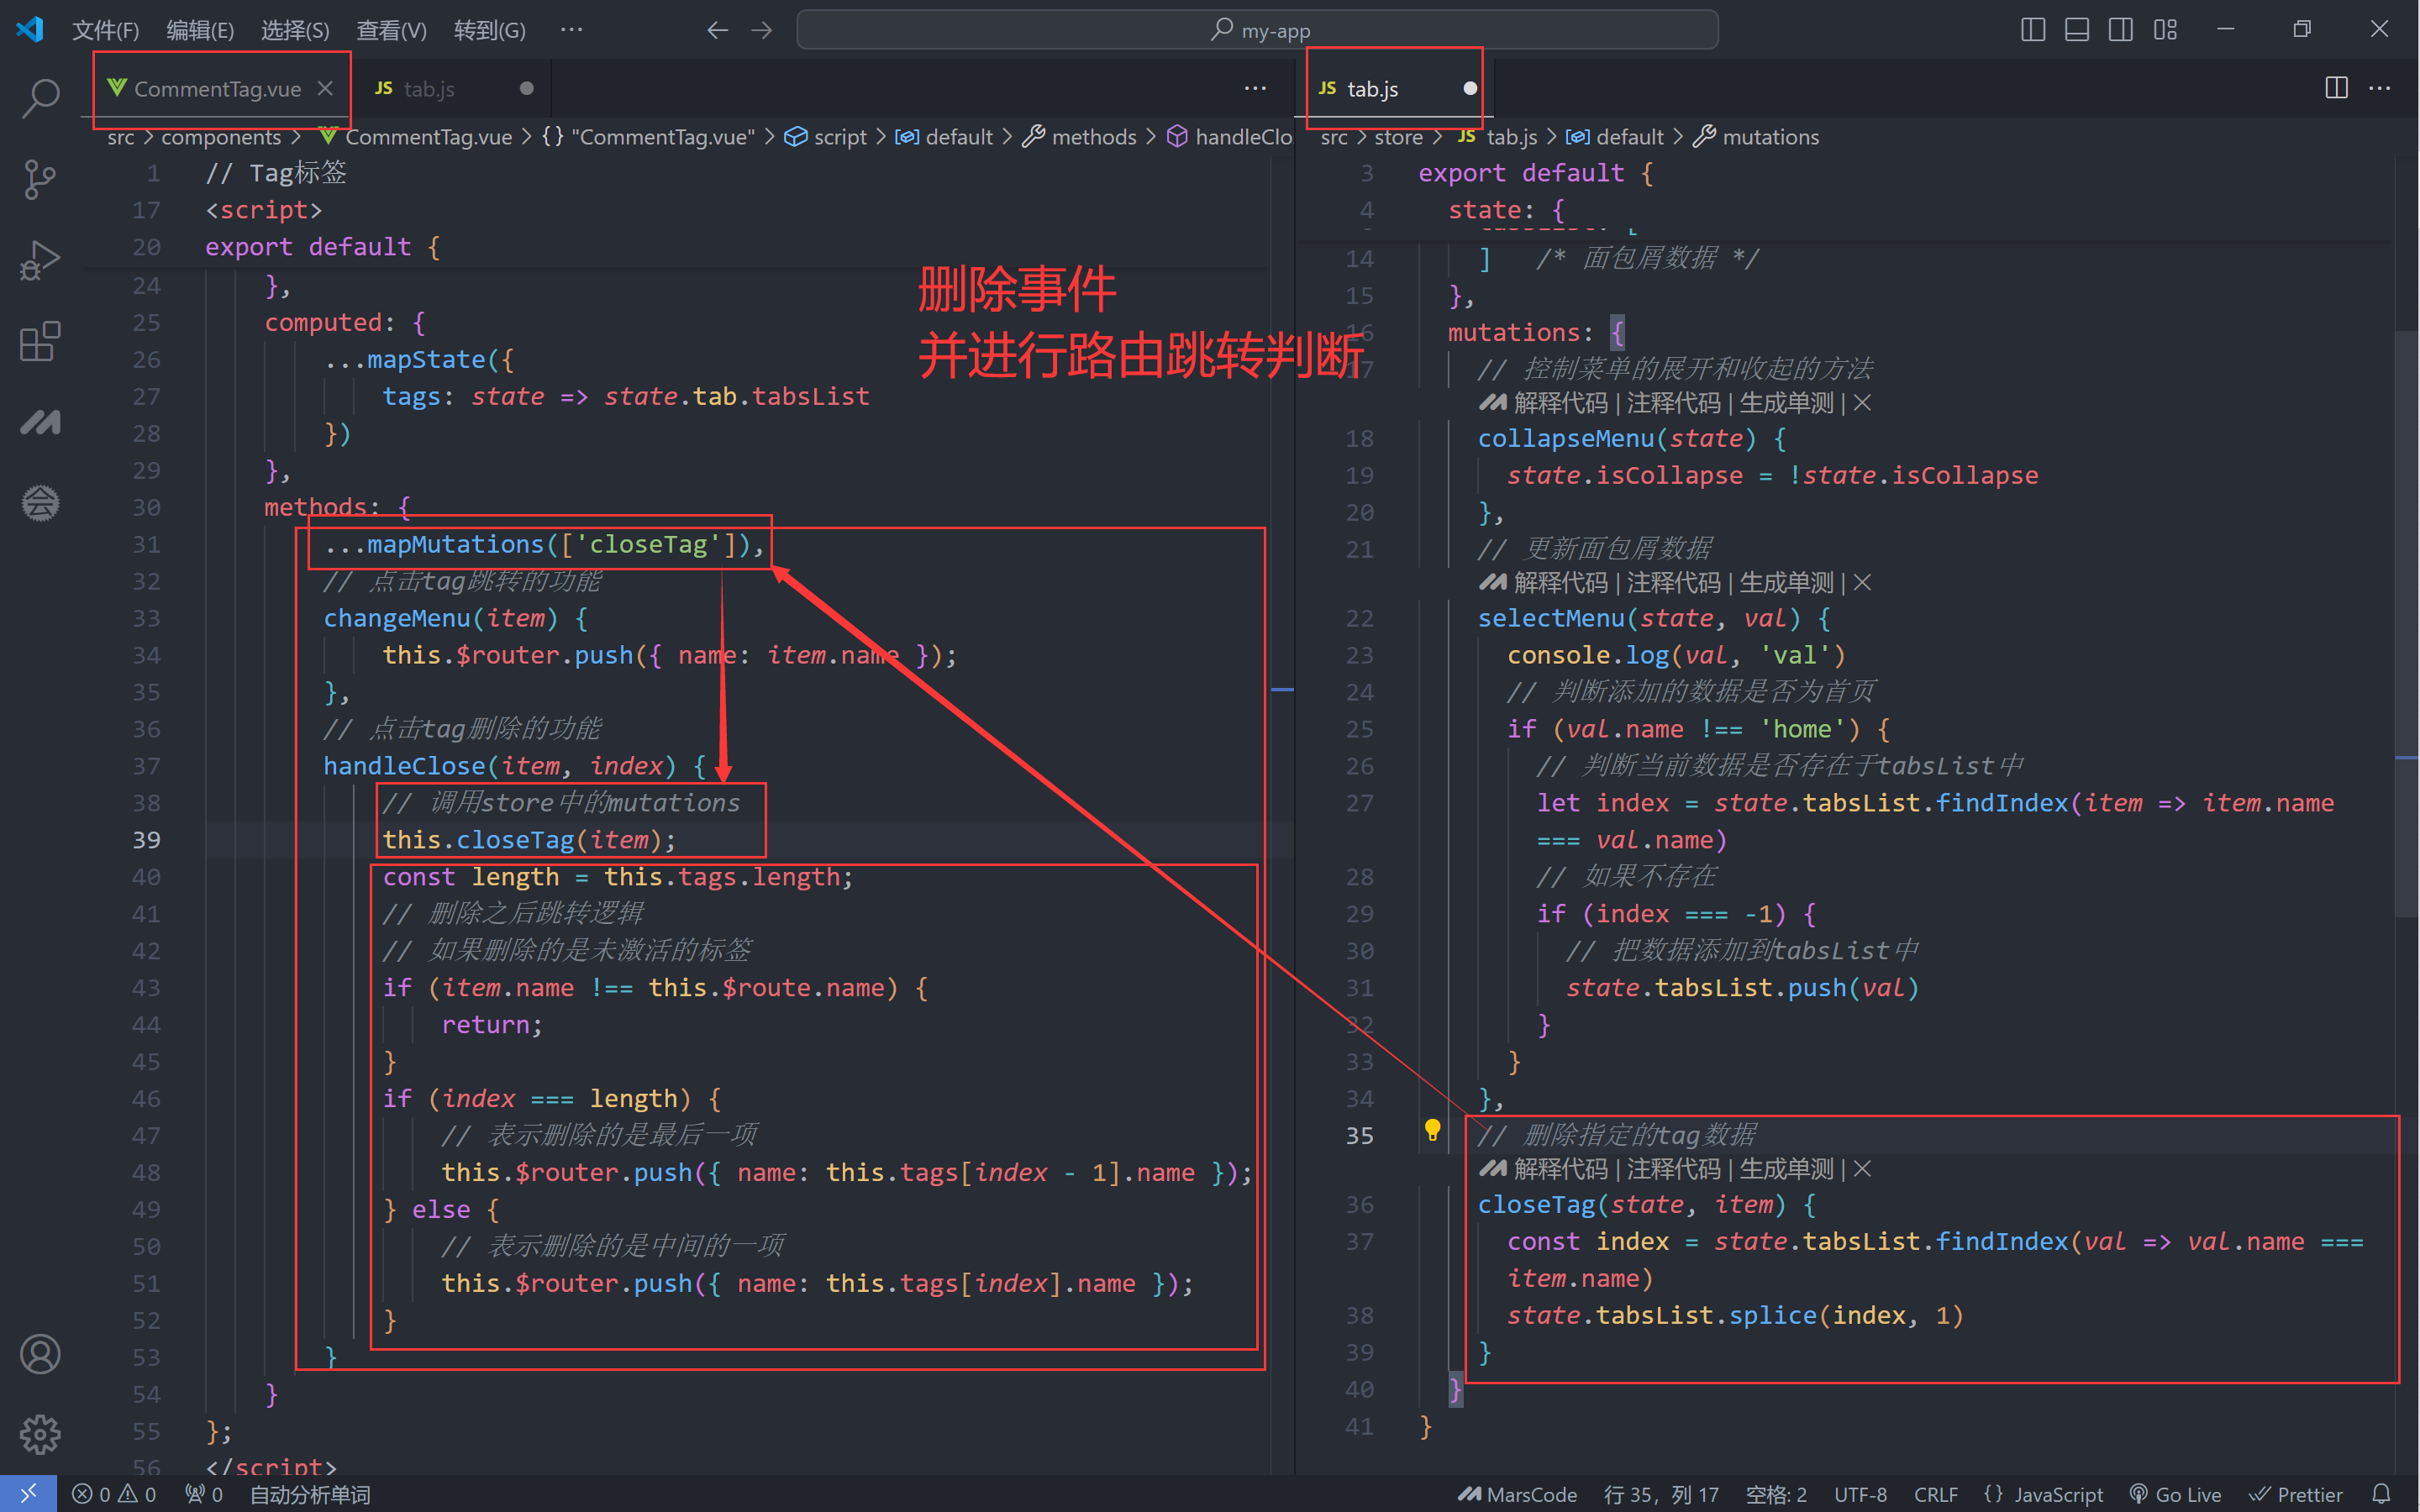 文件(F) 编辑(E) 选择(S) 查看(V) 转到(G) ··· my-app
CommentTag.vue tab.js
src > components > CommentTag.vue > {} "CommentTag.vue" > script > default > methods > handleClo
1 // Tag标签
17 <script>
20 export default {
24 },
25 computed: {
26 ...mapState({
27 tags: state => state.tab.tabsList
28 })
29 },
30 methods: {
31 ...mapMutations(['closeTag']),
32 // 点击tag跳转的功能
33 changeMenu(item) {
34 this.$router.push({ name: item.name });
35 },
36 // 点击tag删除的功能
37 handleClose(item, index) {
38 // 调用store中的mutations
39 this.closeTag(item);
40 const length = this.tags.length;
41 // 删除之后跳转逻辑
42 // 如果删除的是未激活的标签
43 if (item.name !== this.$route.name) {
44 return;
45 }
46 if (index === length) {
47 // 表示删除的是最后一项
48 this.$router.push({ name: this.tags[index - 1].name });
49 } else {
50 // 表示删除的是中间的一项
51 this.$router.push({ name: this.tags[index].name });
52 }
53 }
54 }
55 };
56 </script>
删除事件
并进行路由跳转判断
JS tab.js
src > store > JS tab.js > default > mutations
3 export default {
4 state: {
14 ] /* 面包屑数据 */
15 },
16 mutations: {
17 // 控制菜单的展开和收起的方法
解释代码 | 注释代码 | 生成单测 | ×
18 collapseMenu(state) {
19 state.isCollapse = !state.isCollapse
20 },
21 // 更新面包屑数据
解释代码 | 注释代码 | 生成单测 | ×
22 selectMenu(state, val) {
23 console.log(val, 'val')
24 // 判断添加的数据是否为首页
25 if (val.name !== 'home') {
26 // 判断当前数据是否存在于tabsList中
27 let index = state.tabsList.findIndex(item => item.name
=== val.name)
28 // 如果不存在
29 if (index === -1) {
30 // 把数据添加到tabsList中
31 state.tabsList.push(val)
32 }
33 }
34 },
35 // 删除指定的tag数据
解释代码 | 注释代码 | 生成单测 | ×
36 closeTag(state, item) {
37 const index = state.tabsList.findIndex(val => val.name ===
item.name)
38 state.tabsList.splice(index, 1)
39 }
40 }
41 }
0 0 0 自动分析单词 MarsCode 行 35，列 17 空格: 2 UTF-8 CRLF {} JavaScript Go Live Prettier